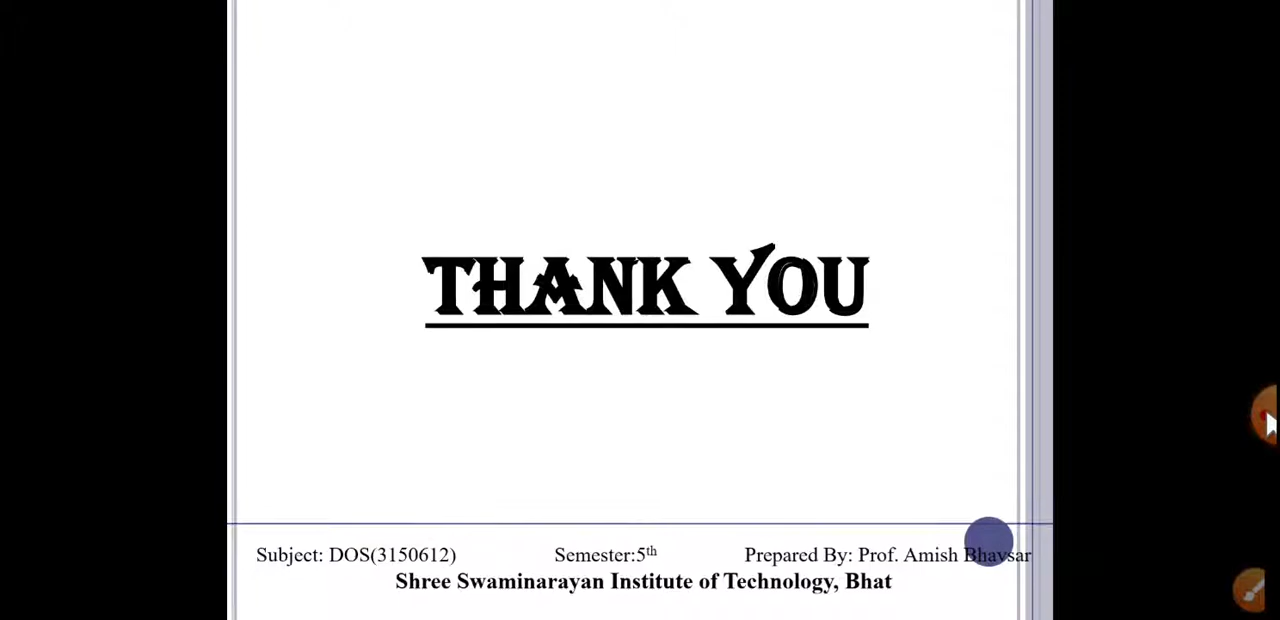 THANK YOU
Subject: DOS(3150612) Semester:5th Prepared By: Prof. Amish Bhavsar
Shree Swaminarayan Institute of Technology, Bhat